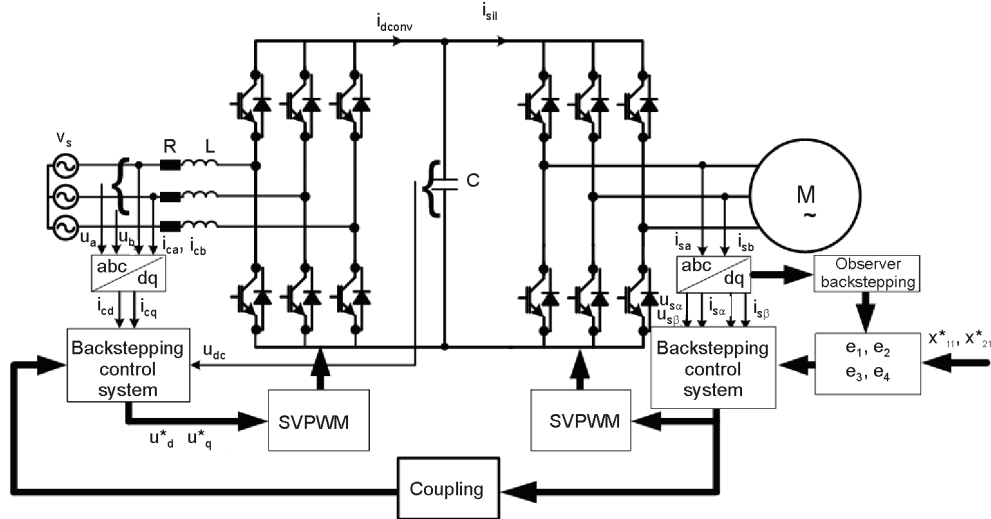 i_dconv
i_sil
v_s
R
L
C
M
~
u_a
u_b
i_ca, i_cb
i_sa
i_sb
abc
dq
abc
dq
Observer
backstepping
i_cd
i_cq
u_sα
u_sβ
i_sα
i_sβ
Backstepping
control
system
u_dc
Backstepping
control
system
e_1, e_2
e_3, e_4
x*_11, x*_21
SVPWM
SVPWM
u*_d u*_q
Coupling